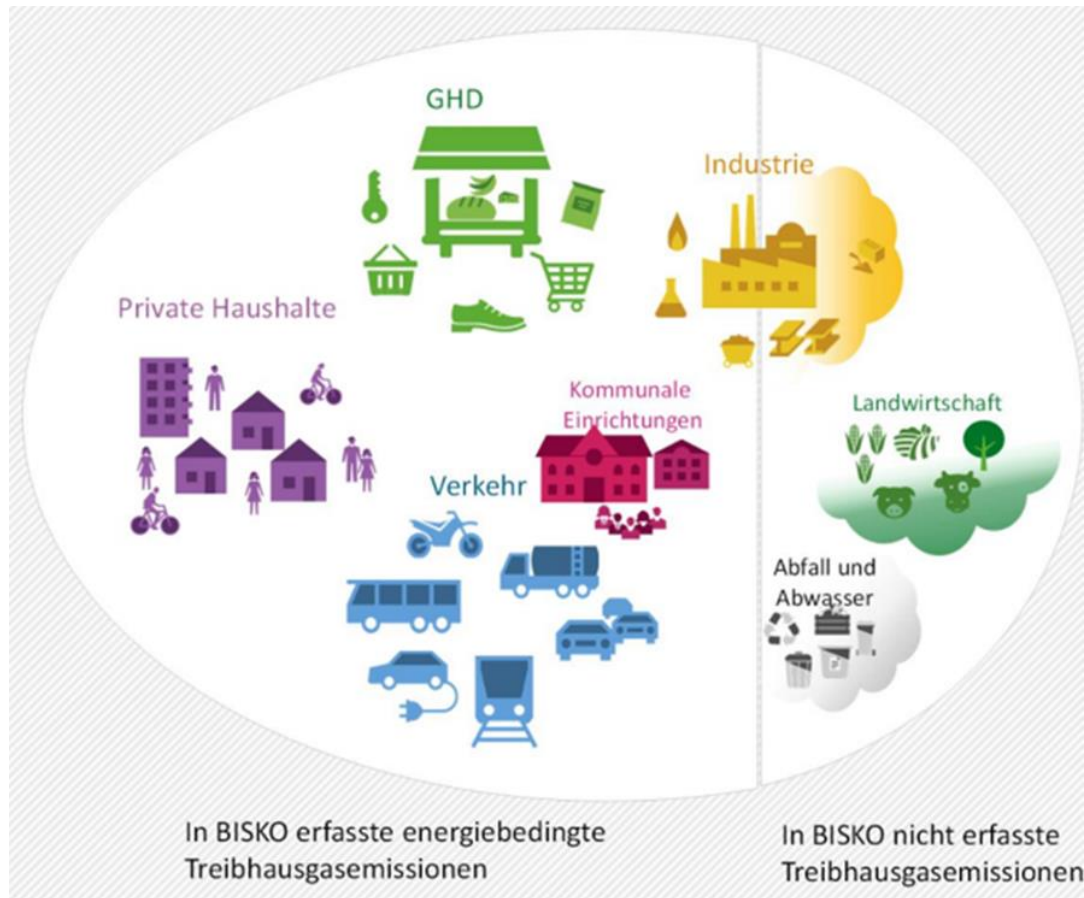 GHD
Industrie
Private Haushalte
Kommunale
Einrichtungen
Landwirtschaft
Verkehr
Abfall und
Abwasser
In BISKO erfasste energiebedingte
Treibhausgasemissionen
In BISKO nicht erfasste
Treibhausgasemissionen